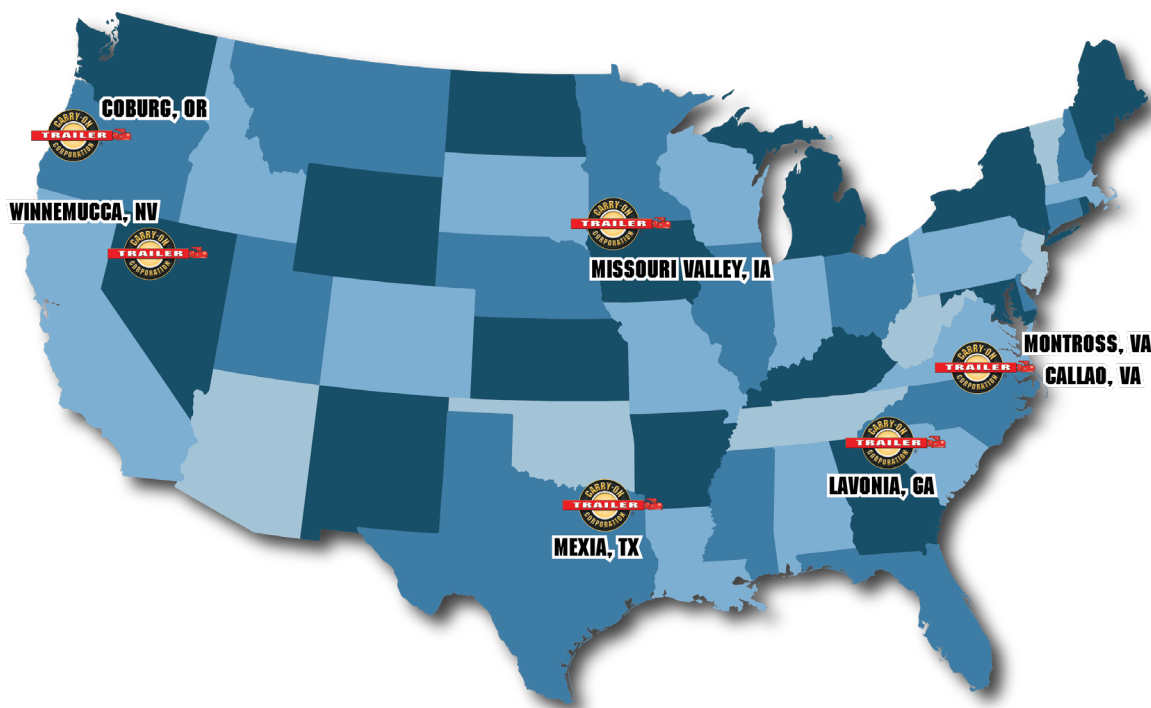 COBURG, OR
CARRY-ON
TRAILER
CORPORATION
WINNEMUCCA, NV
CARRY-ON
TRAILER
CORPORATION
CARRY-ON
TRAILER
CORPORATION
MISSOURI VALLEY, IA
MONTROSS, VA
CARRY-ON
TRAILER
CORPORATION
CALLAO, VA
CARRY-ON
TRAILER
CORPORATION
LAVONIA, GA
CARRY-ON
TRAILER
CORPORATION
MEXIA, TX